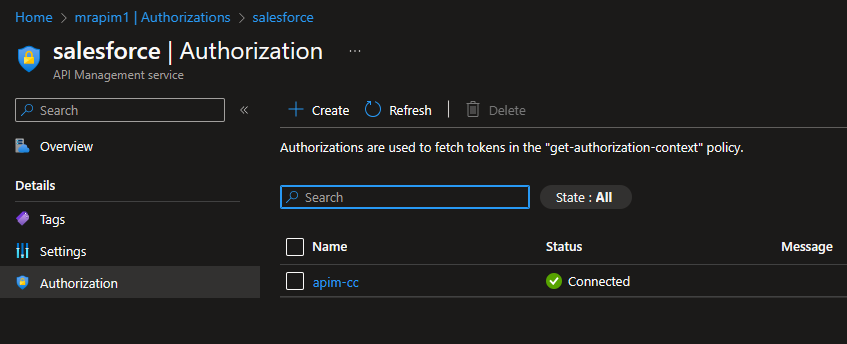 Home > mrapim1 | Authorizations > salesforce
salesforce | Authorization ...
API Management service
Search «
Create Refresh Delete
Overview
Authorizations are used to fetch tokens in the "get-authorization-context" policy.
Details
Search State : All
Tags
Name Status Message
Settings
Authorization
apim-cc Connected